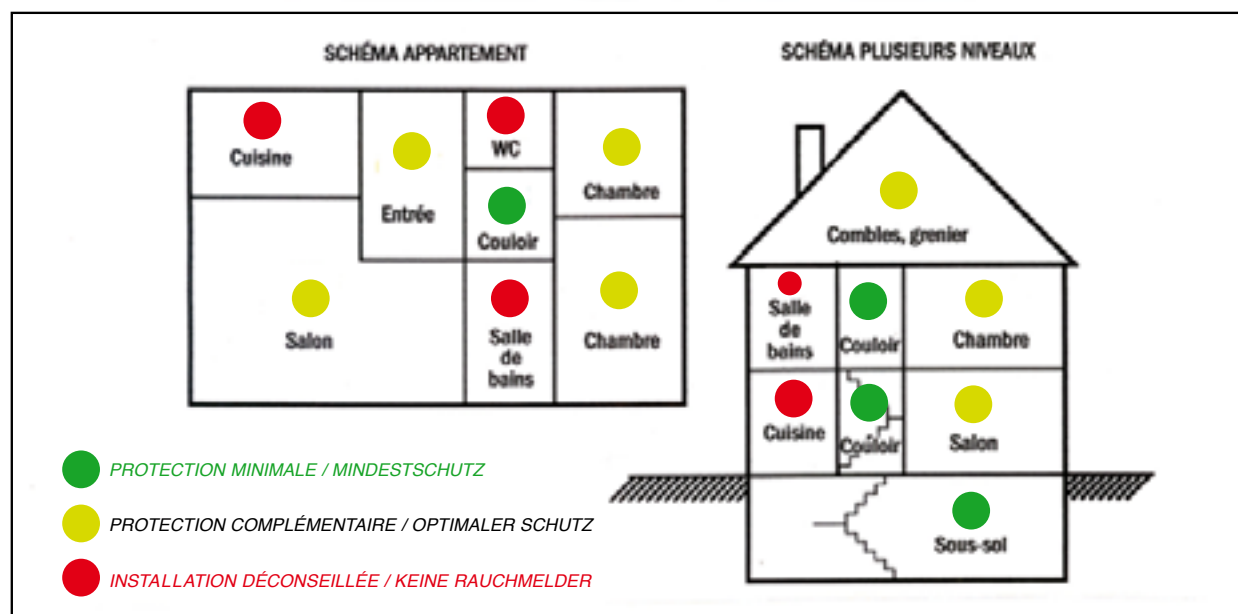 SCHÉMA APPARTEMENT
Cuisine
Entrée
WC
Couloir
Chambre
Salon
Salle
de
bains
Chambre
SCHÉMA PLUSIEURS NIVEAUX
Combles, grenier
Salle
de
bains
Couloir
Chambre
Cuisine
Couloir
Salon
Sous-sol
PROTECTION MINIMALE / MINDESTSCHUTZ
PROTECTION COMPLÉMENTAIRE / OPTIMALER SCHUTZ
INSTALLATION DÉCONSEILLÉE / KEINE RAUCHMELDER